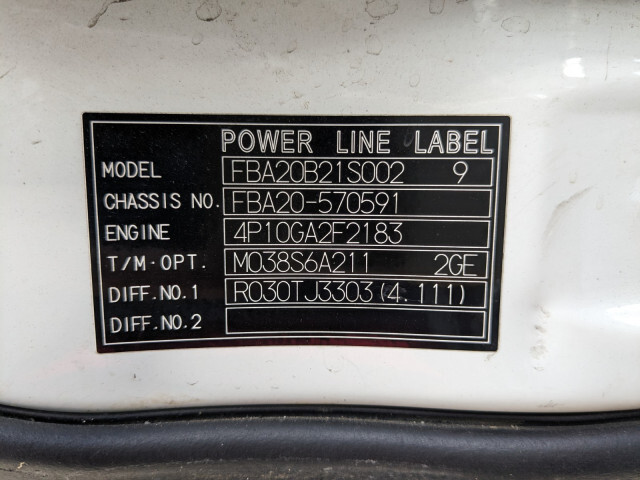 POWER LINE LABEL
MODEL FBA20B21S002 9
CHASSIS NO. FBA20-570591
ENGINE 4P10GA2F2183
T/M·OPT. M038S6A211 2GE
DIFF.NO.1 R030TJ3303(4.111)
DIFF.NO.2